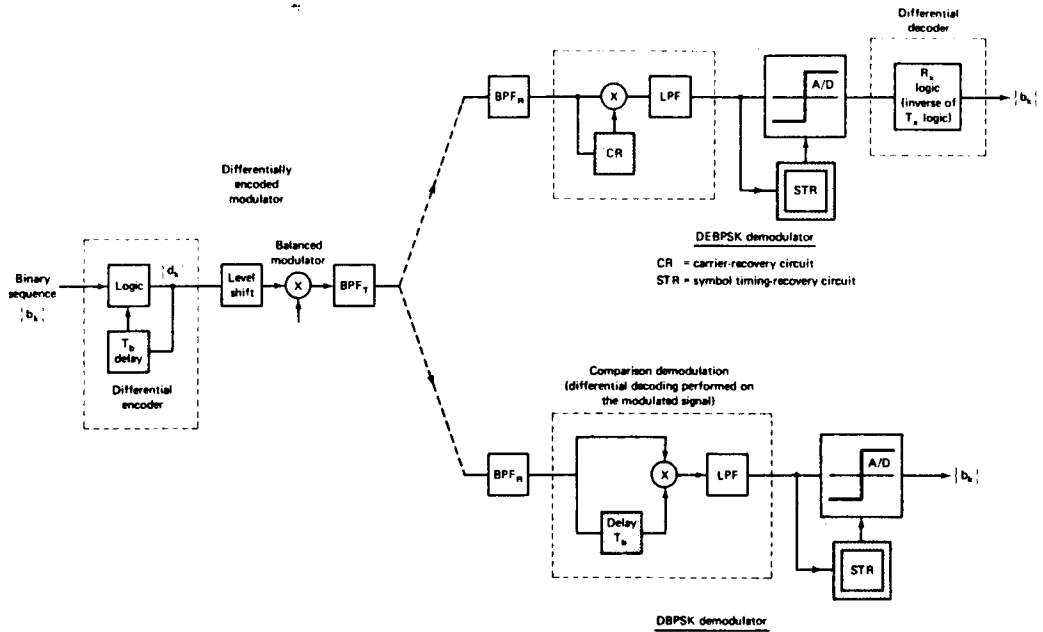 Differential
decoder
BPF_R
X
LPF
A/D
R_x
logic
(inverse of
T_x logic)
{b_k}
CR
STR
DEBPSK demodulator
CR = carrier-recovery circuit
STR = symbol timing-recovery circuit
Differentially
encoded
modulator
Balanced
modulator
Binary
sequence
{b_k}
Logic
{d_k}
Level
shift
X
BPF_T
T_b
delay
Differential
encoder
Comparison demodulation
(differential decoding performed on
the modulated signal)
BPF_R
X
LPF
A/D
{b_k}
Delay
T_b
STR
DBPSK demodulator